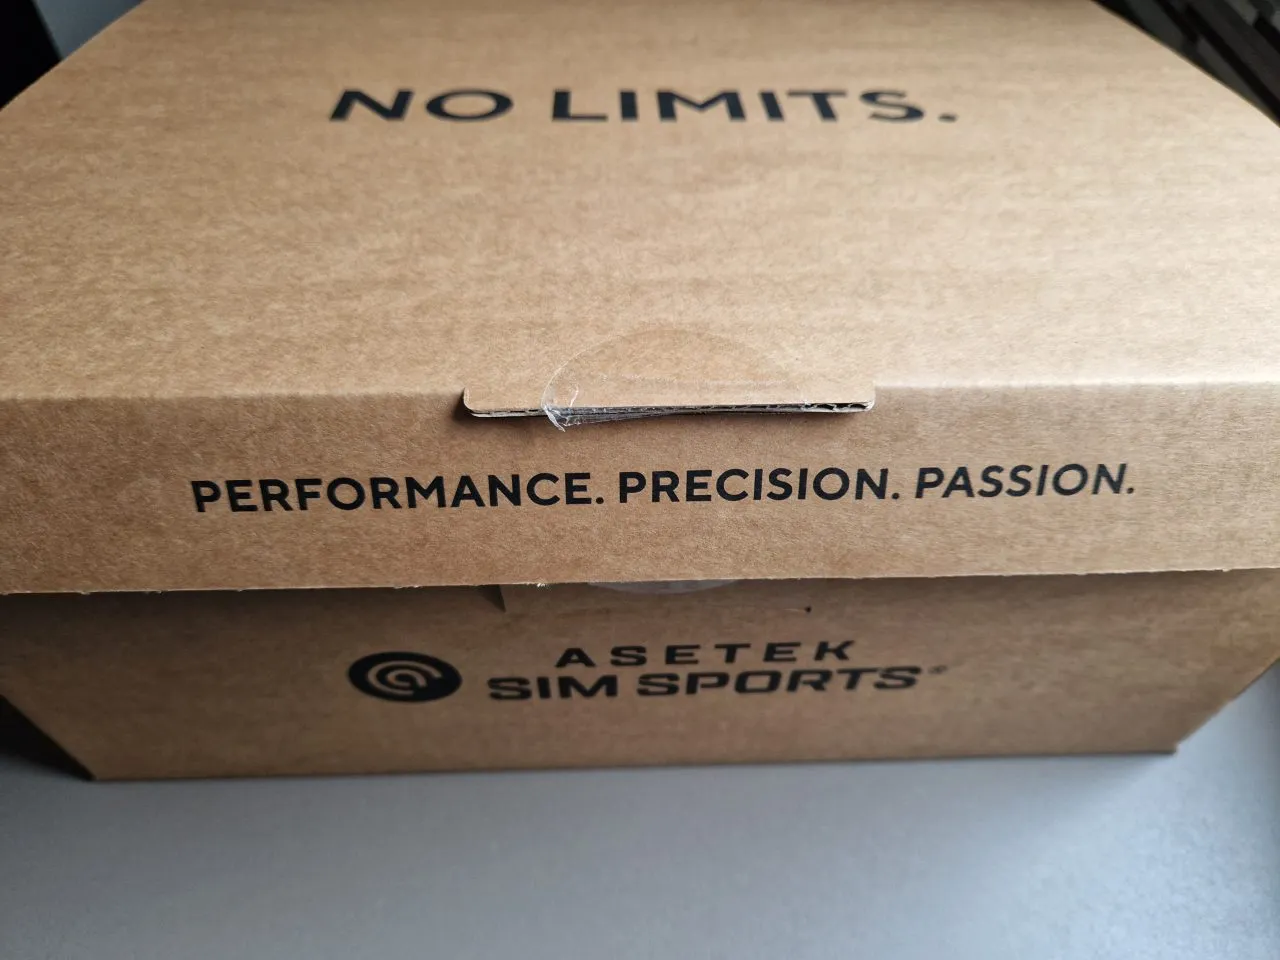 NO LIMITS.
PERFORMANCE. PRECISION. PASSION.
ASETEK
SIM SPORTS®